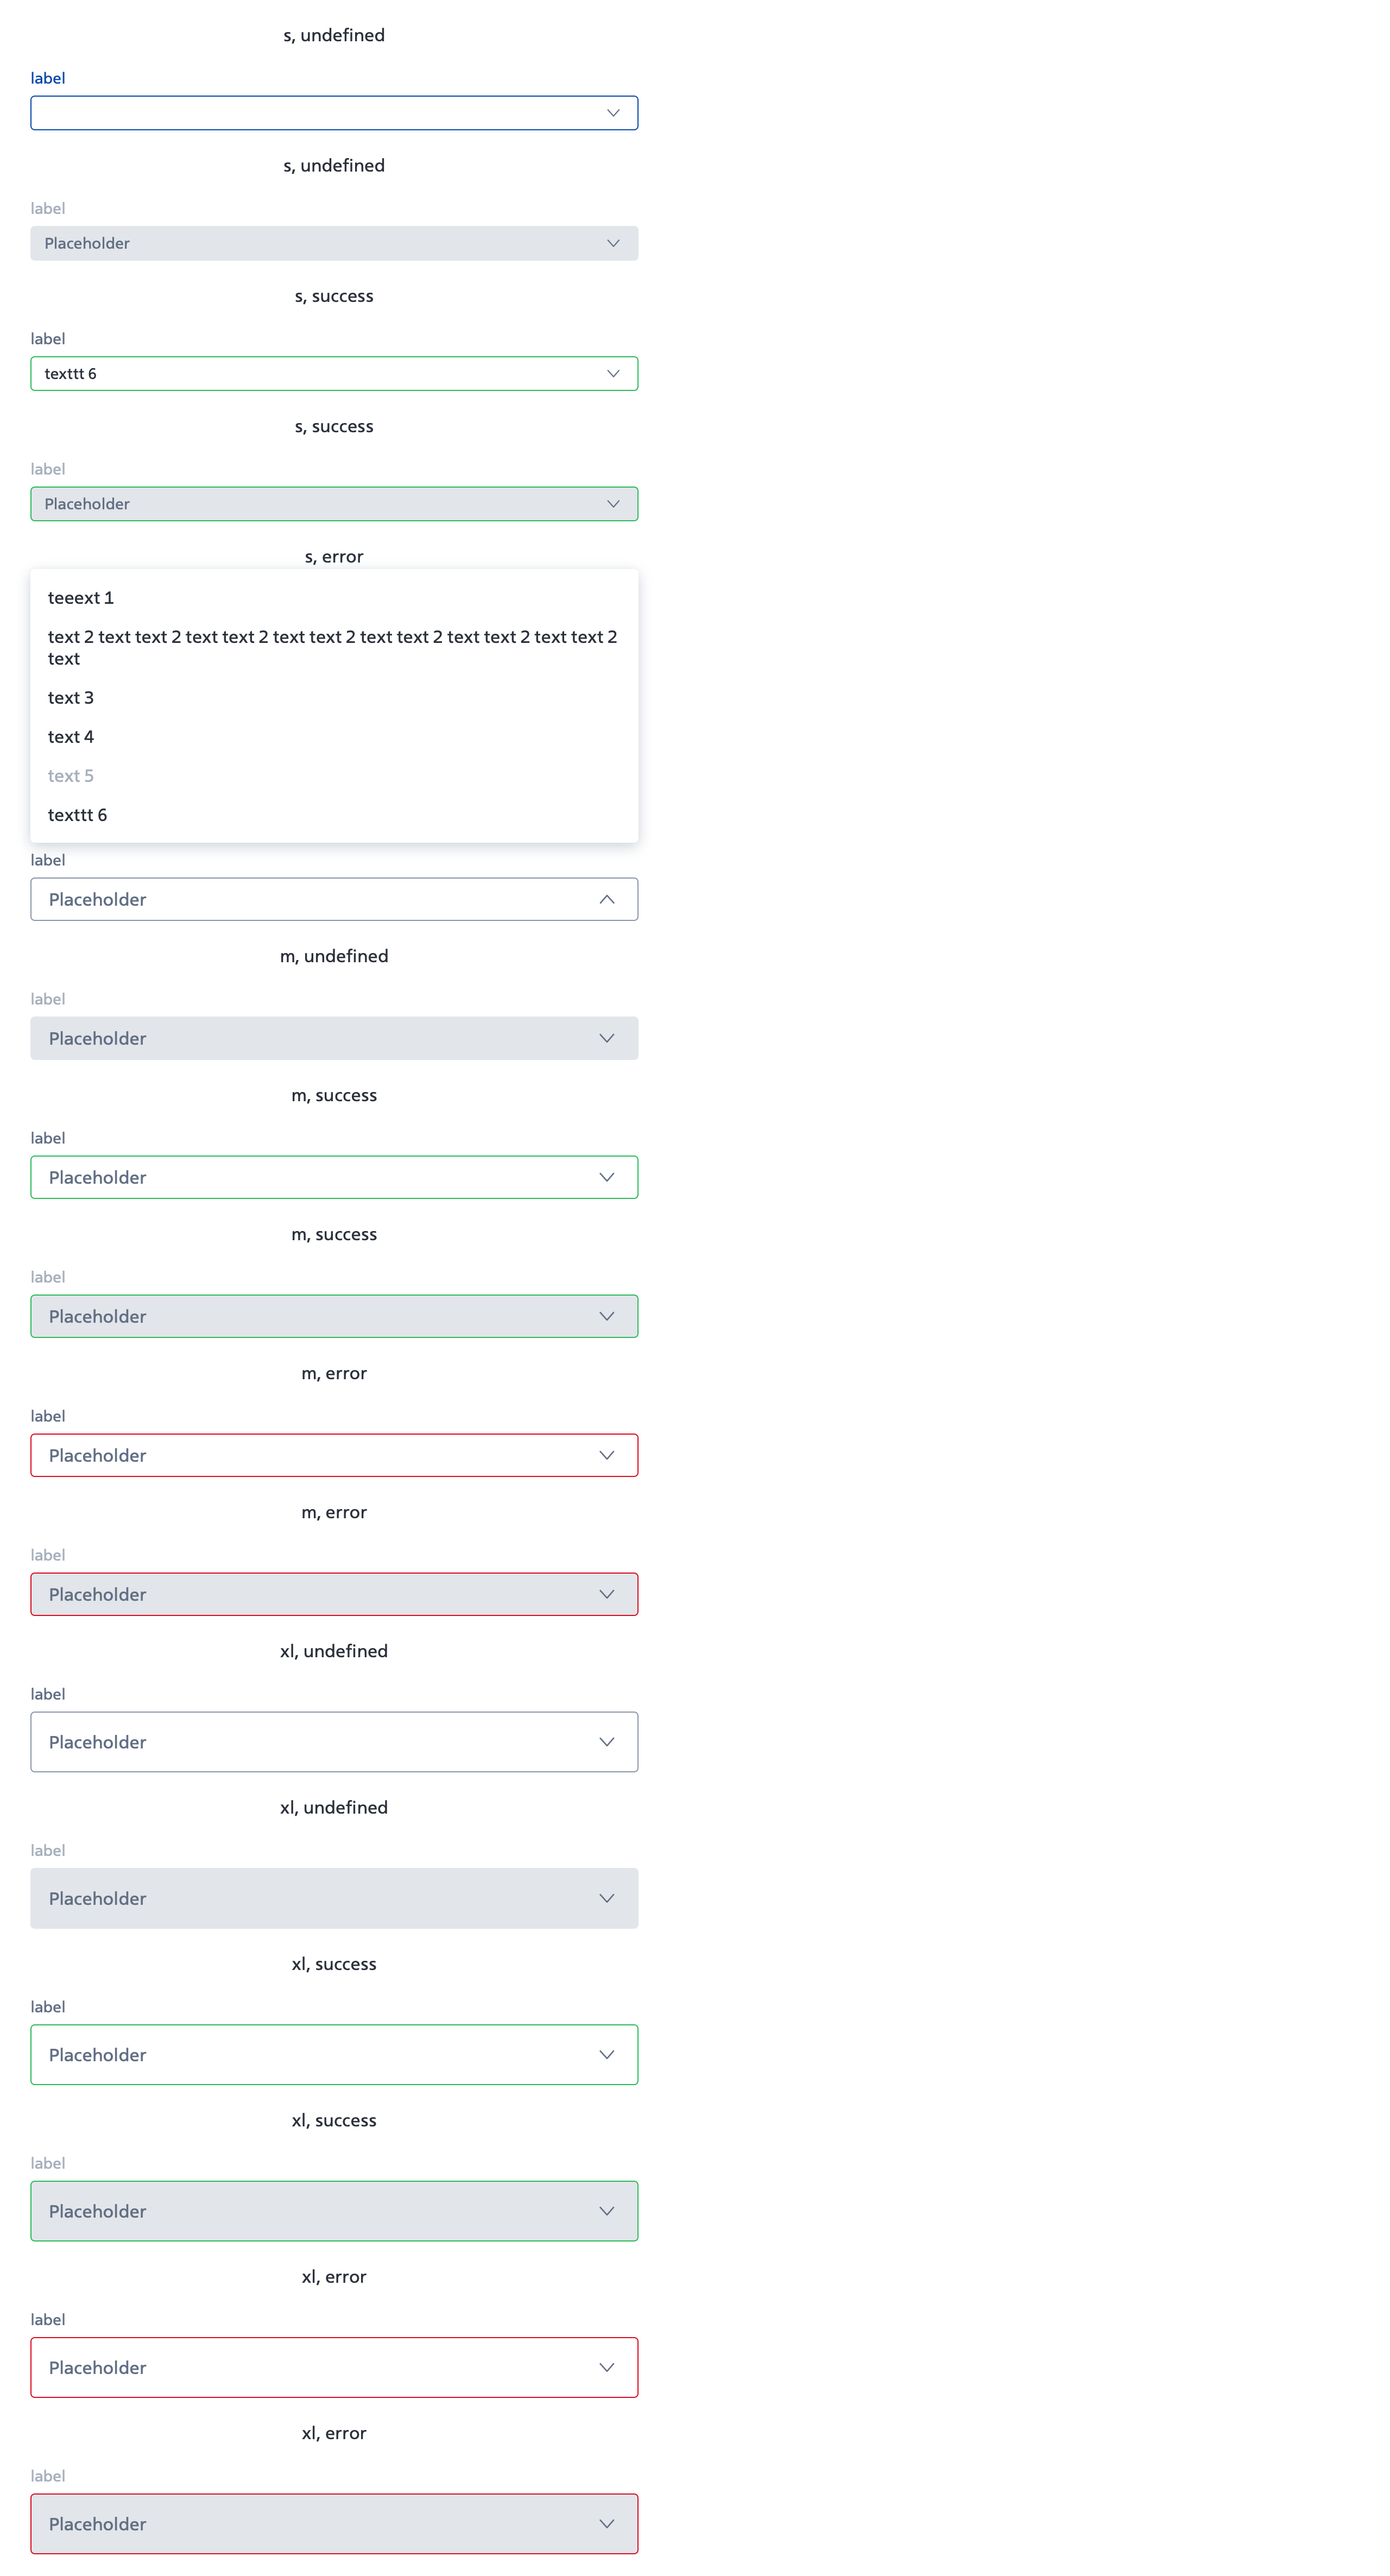 s, undefined
label
s, undefined
label
Placeholder
s, success
label
texttt 6
s, success
label
Placeholder
s, error
teeext 1
text 2 text text 2 text text 2 text text 2 text text 2 text text 2 text text 2
text
text 3
text 4
text 5
texttt 6
label
Placeholder
m, undefined
label
Placeholder
m, success
label
Placeholder
m, success
label
Placeholder
m, error
label
Placeholder
m, error
label
Placeholder
xl, undefined
label
Placeholder
xl, undefined
label
Placeholder
xl, success
label
Placeholder
xl, success
label
Placeholder
xl, error
label
Placeholder
xl, error
label
Placeholder